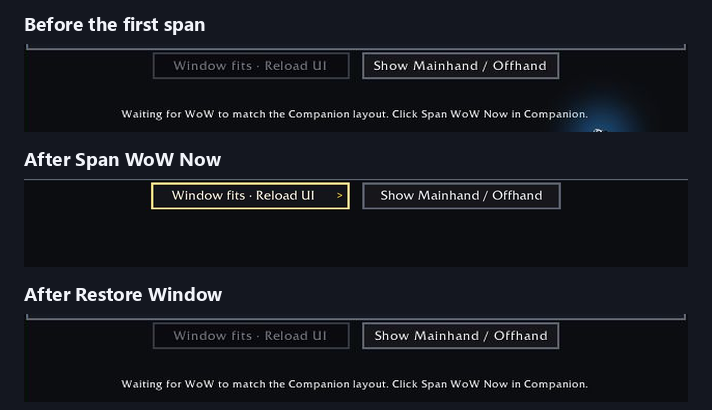 Before the first span
Window fits · Reload UI
Show Mainhand / Offhand
Waiting for WoW to match the Companion layout. Click Span WoW Now in Companion.
After Span WoW Now
Window fits · Reload UI >
Show Mainhand / Offhand
After Restore Window
Window fits · Reload UI
Show Mainhand / Offhand
Waiting for WoW to match the Companion layout. Click Span WoW Now in Companion.